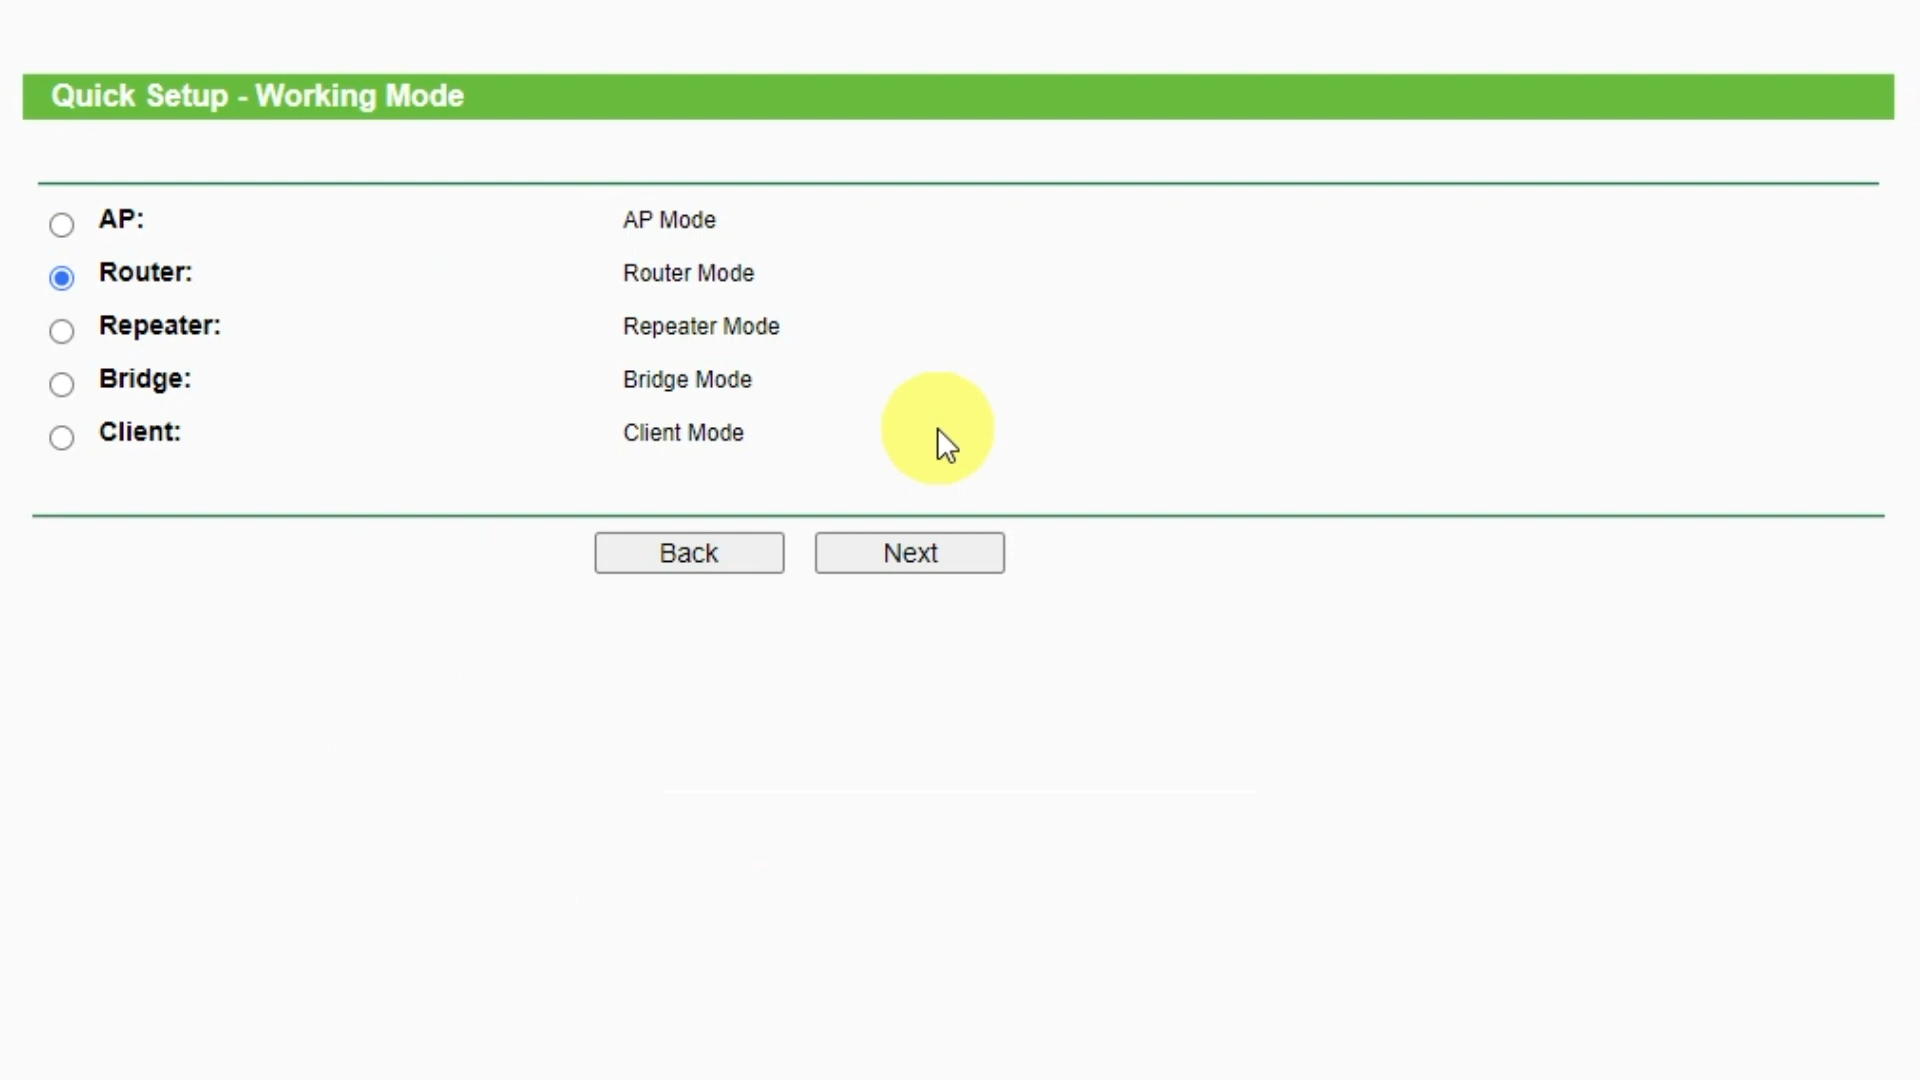 Quick Setup - Working Mode
AP: AP Mode
Router: Router Mode
Repeater: Repeater Mode
Bridge: Bridge Mode
Client: Client Mode
Back Next